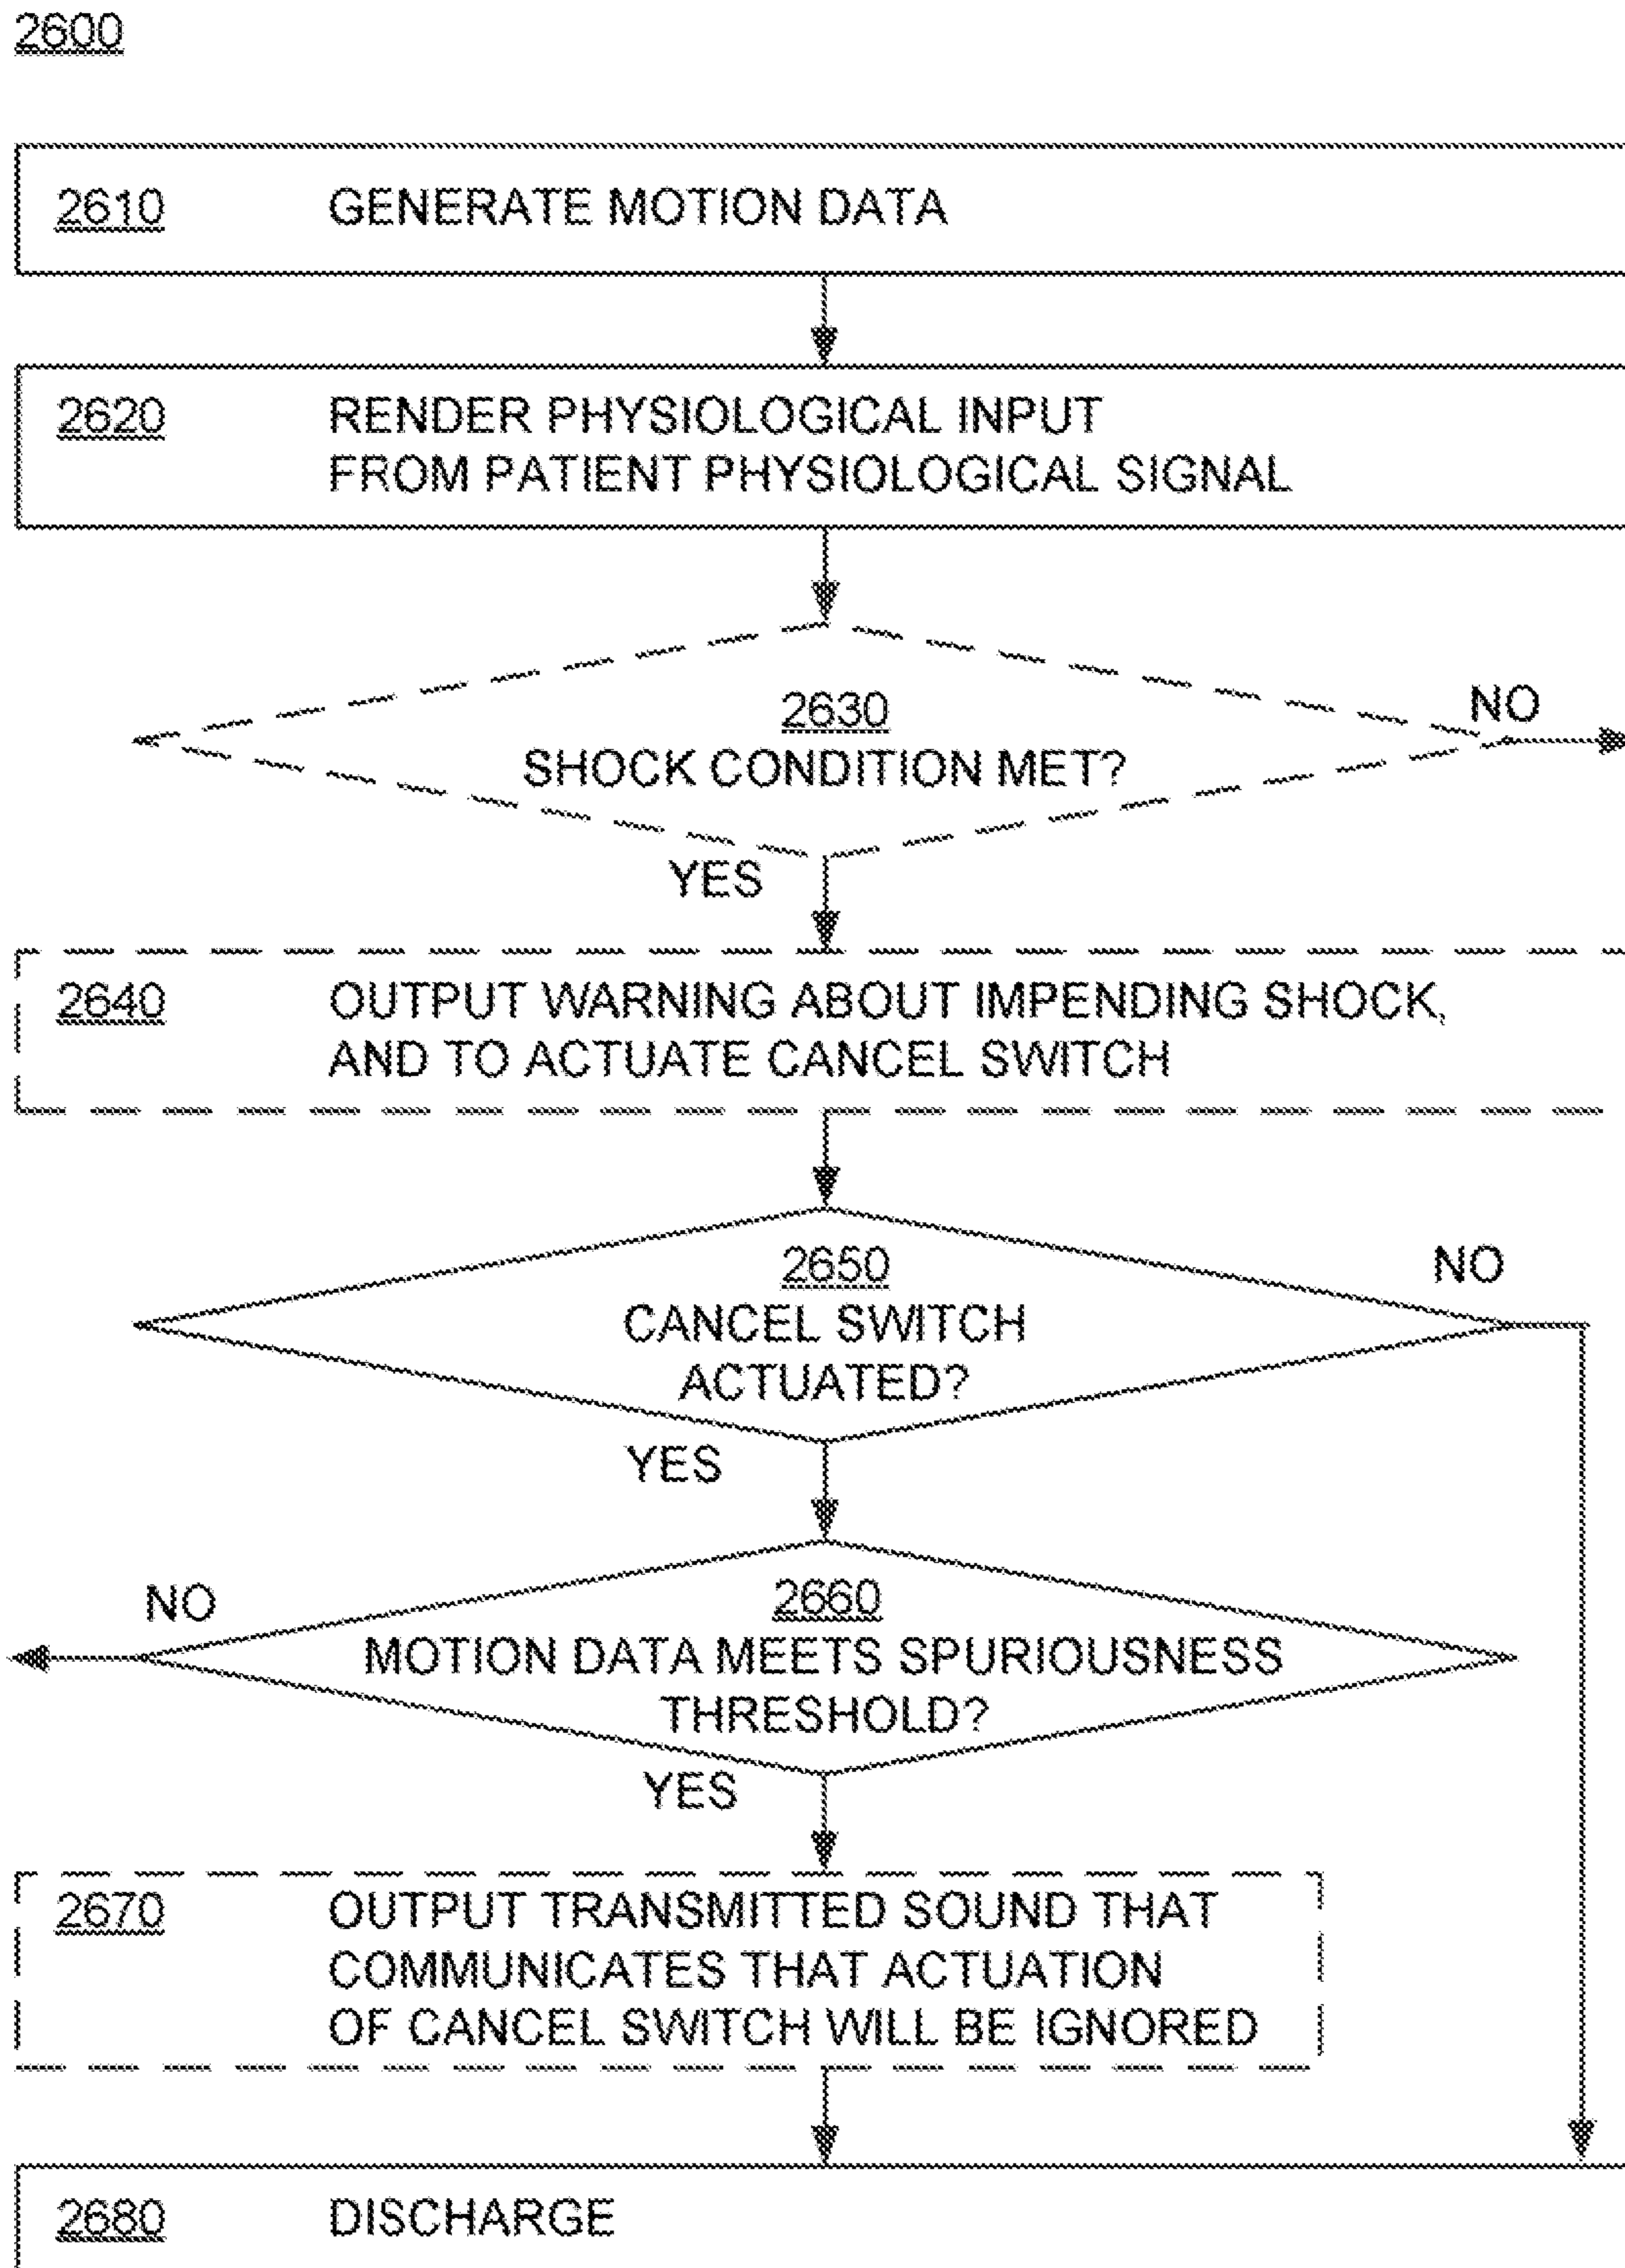 2600
2610 GENERATE MOTION DATA
2620 RENDER PHYSIOLOGICAL INPUT
FROM PATIENT PHYSIOLOGICAL SIGNAL
2630
NO
SHOCK CONDITION MET?
YES
2640 OUTPUT WARNING ABOUT IMPENDING SHOCK,
AND TO ACTUATE CANCEL SWITCH
2650
NO
CANCEL SWITCH
ACTUATED?
YES
NO
2660
MOTION DATA MEETS SPURIOUSNESS
THRESHOLD?
YES
2670 OUTPUT TRANSMITTED SOUND THAT
COMMUNICATES THAT ACTUATION
OF CANCEL SWITCH WILL BE IGNORED
2680 DISCHARGE